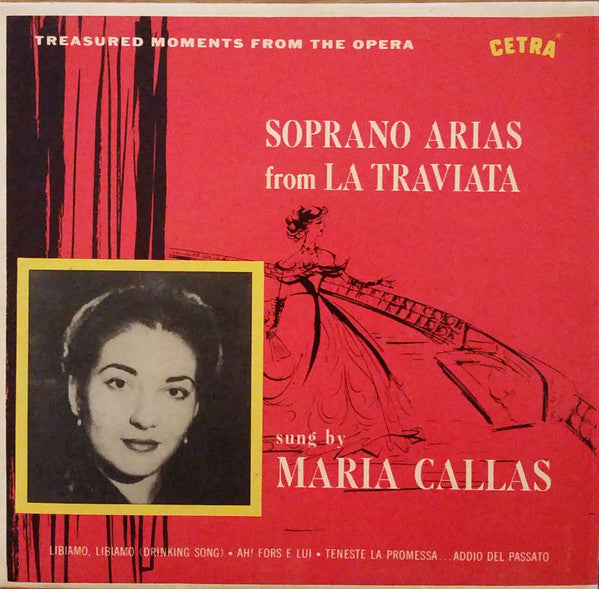 TREASURED MOMENTS FROM THE OPERA
CETRA
SOPRANO ARIAS
from LA TRAVIATA
sung by
MARIA CALLAS
LIBIAMO, LIBIAMO (DRINKING SONG) • AH! FORS E LUI • TENESTE LA PROMESSA... ADDIO DEL PASSATO